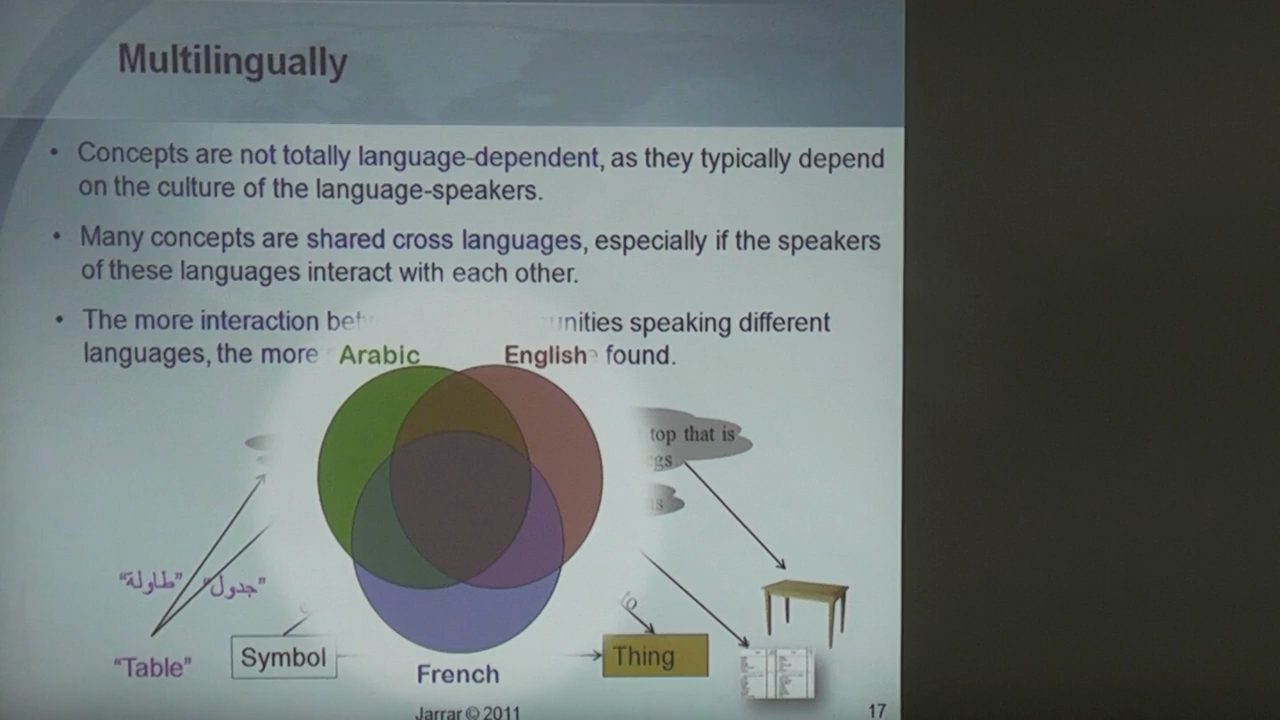 Multilingually
• Concepts are not totally language-dependent, as they typically depend
on the culture of the language-speakers.
• Many concepts are shared cross languages, especially if the speakers
of these languages interact with each other.
• The more interaction speaking different
languages, the more found.
Arabic English
top that is
“طاولة” “جدول”
to
Symbol
Thing
“Table”
French
Jarrar © 2011
17